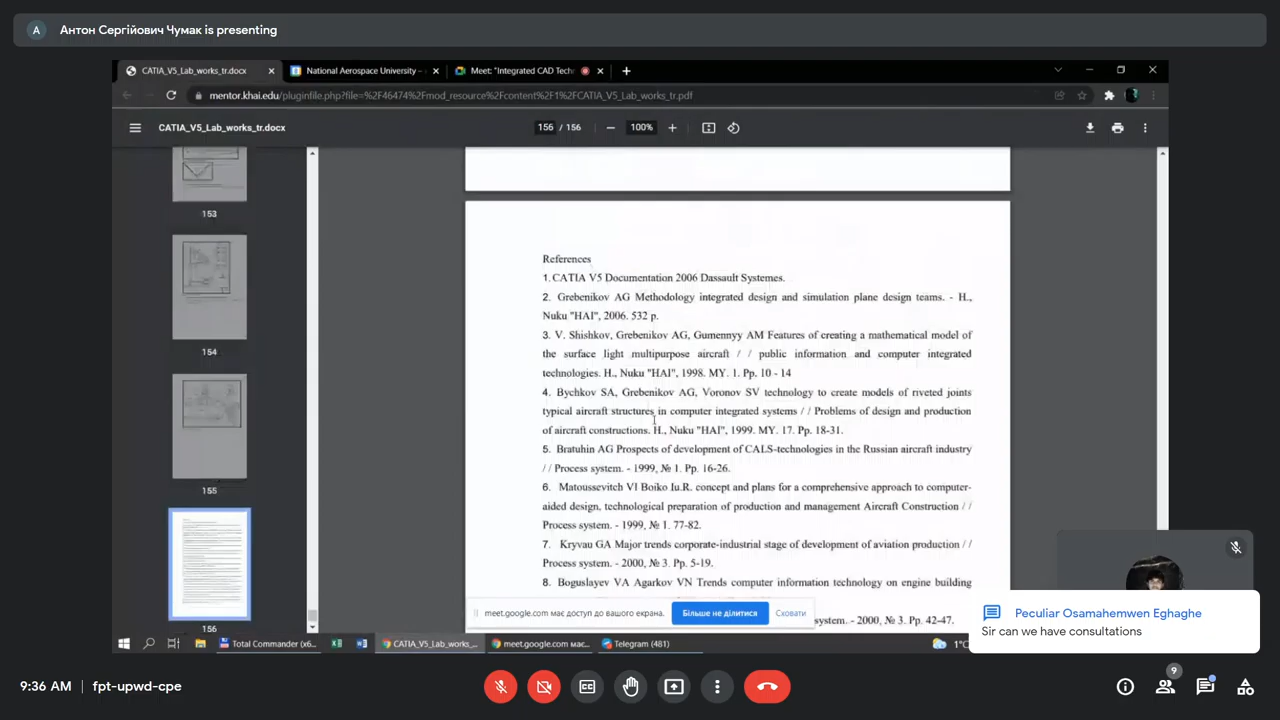 A Антон Сергійович Чумак is presenting
CATIA_V5_Lab_works_tr.docx
National Aerospace University –
Meet: "Integrated CAD Tech
mentor.khai.edu/pluginfile.php?file=%2F46474%2Fmod_resource%2Fcontent%2F1%2FCATIA_V5_Lab_works_tr.pdf
CATIA_V5_Lab_works_tr.docx
156 / 156
100%
153
154
155
156
References
1. CATIA V5 Documentation 2006 Dassault Systemes.
2. Grebenikov AG Methodology integrated design and simulation plane design teams. - H.,
Nuku "HAI", 2006. 532 p.
3. V. Shishkov, Grebenikov AG, Gumennyy AM Features of creating a mathematical model of
the surface light multipurpose aircraft / / public information and computer integrated
technologies. H., Nuku "HAI", 1998. MY. 1. Pp. 10 - 14
4. Bychkov SA, Grebenikov AG, Voronov SV technology to create models of riveted joints
typical aircraft structures in computer integrated systems / / Problems of design and production
of aircraft constructions. H., Nuku "HAI", 1999. MY. 17. Pp. 18-31.
5. Bratuhin AG Prospects of development of CALS-technologies in the Russian aircraft industry
/ / Process system. - 1999, № 1. Pp. 16-26.
6. Matoussevitch VI Boiko Iu.R. concept and plans for a comprehensive approach to computer-
aided design, technological preparation of production and management Aircraft Construction / /
Process system. - 1999, № 1. 77-82.
7. Kryvau GA Major trends corporate-industrial stage of development of aviation production / /
Process system. - 2000, № 3. Pp. 5-19.
8. Boguslayev VA Agarkov VN Trends computer information technology on engine building
system. - 2000, № 3. Pp. 42-47.
meet.google.com має доступ до вашого екрана.
Більше не ділитися
Сховати
Peculiar Osamahemwen Eghaghe
Sir can we have consultations
Total Commander (x6...
CATIA_V5_Lab_works_...
meet.google.com має...
Telegram (481)
1°C
9:36 AM | fpt-upwd-cpe
9